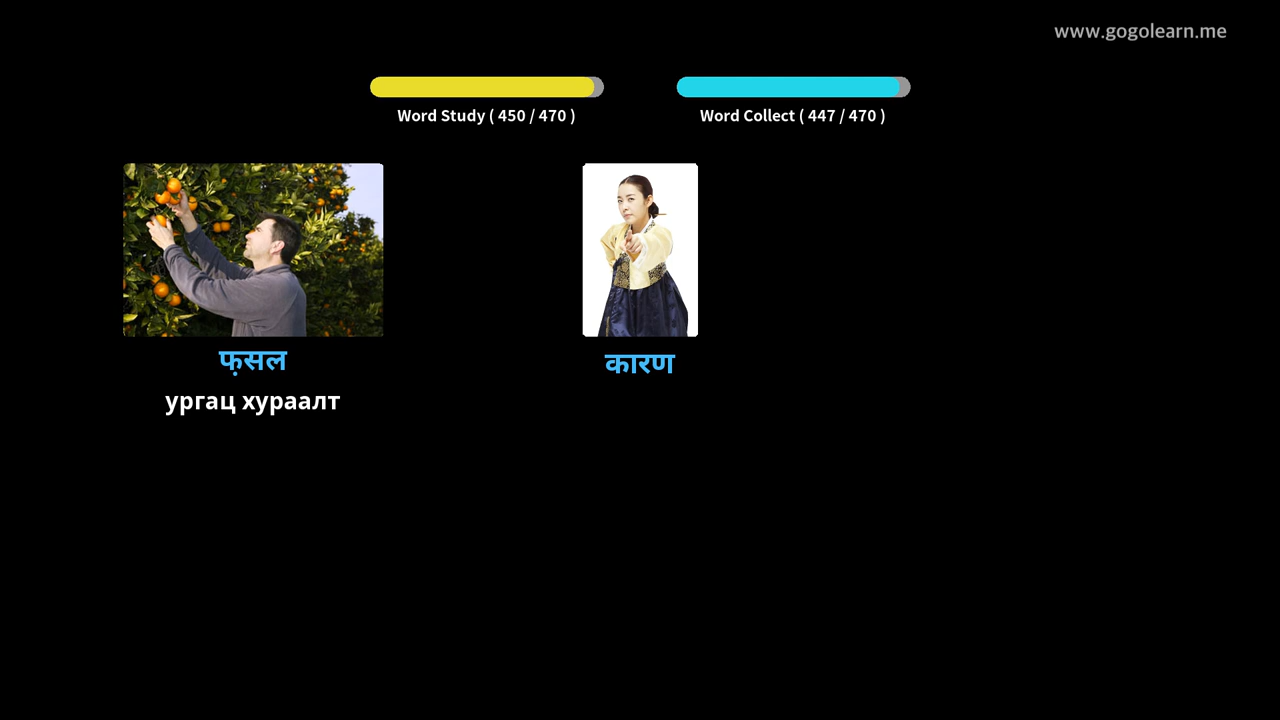 www.gogolearn.me
Word Study ( 450 / 470 )
Word Collect ( 447 / 470 )
फ़सल
ургац хураалт
कारण